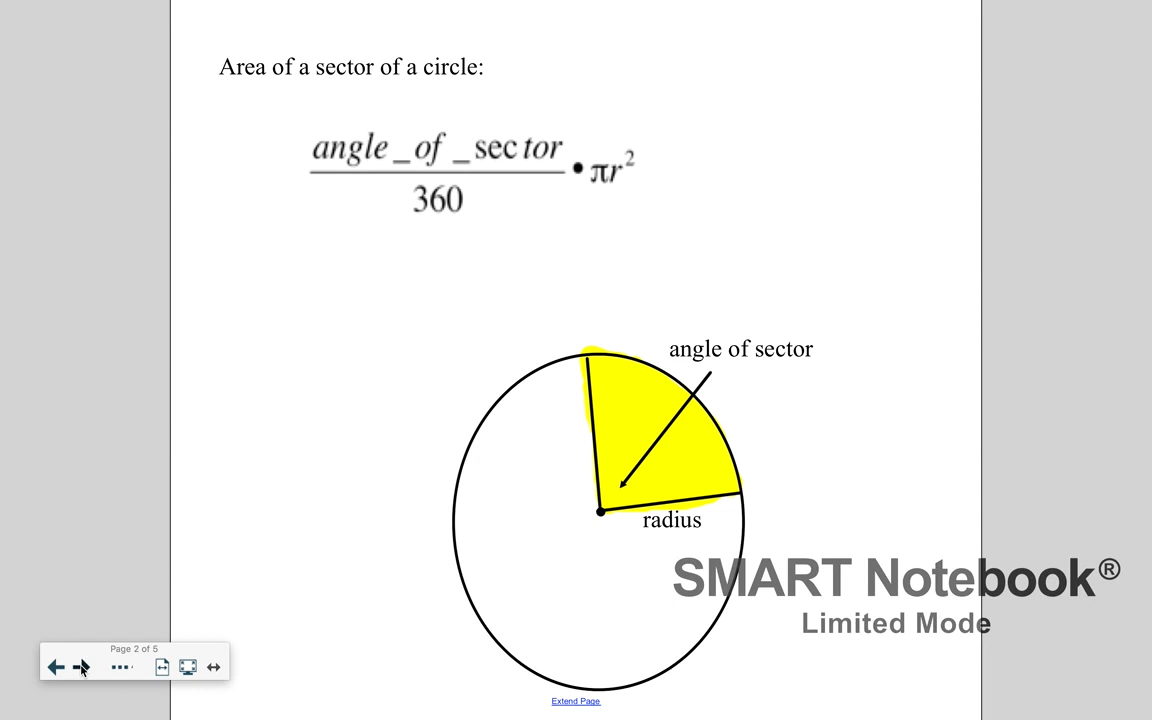 Area of a sector of a circle:
angle_of_sector
360
• πr²
angle of sector
radius
SMART Notebook®
Limited Mode
Page 2 of 5
Extend Page